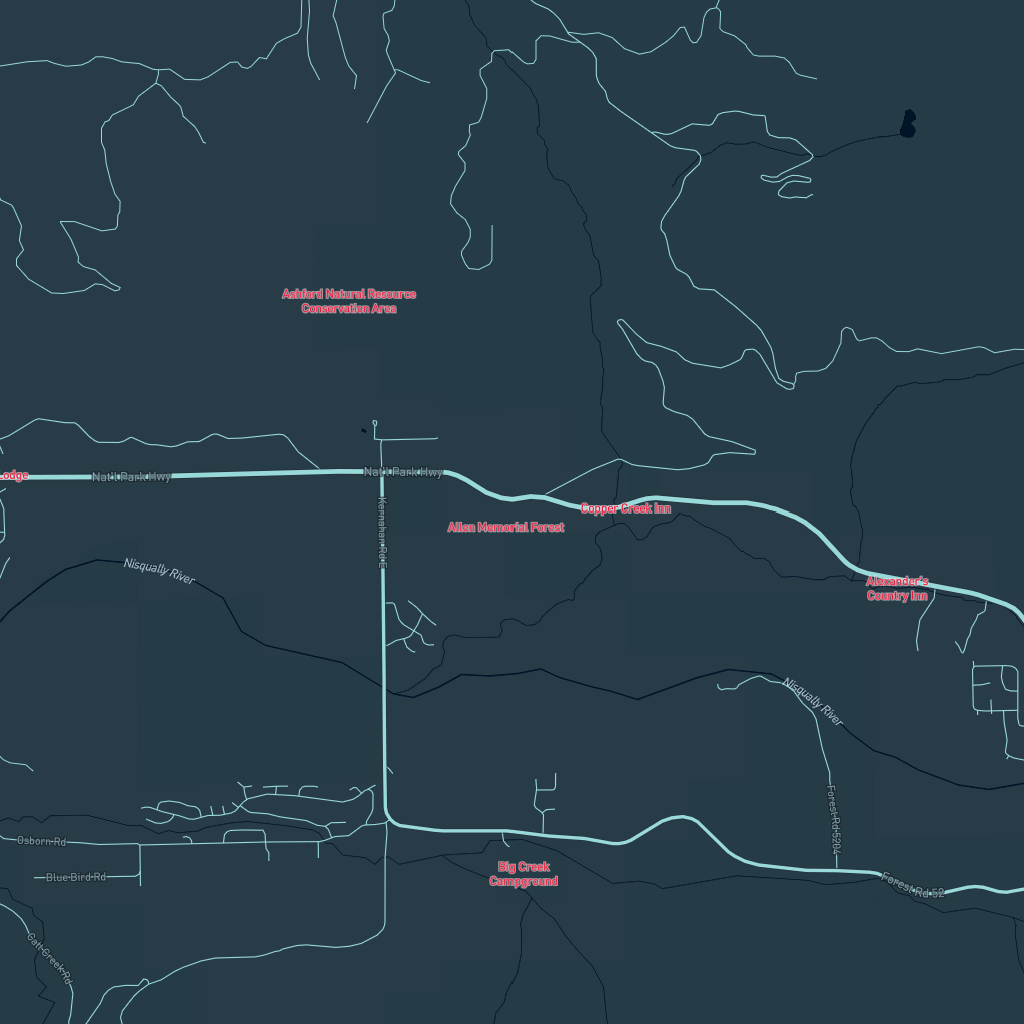 Ashford Natural Resource
Conservation Area
Lodge
Nat'l Park Hwy
Nat'l Park Hwy
Kernahan Rd E
Copper Creek Inn
Allen Memorial Forest
Nisqually River
Alexander's
Country Inn
Nisqually River
Forest Rd 5204
Osborn Rd
Blue Bird Rd
Big Creek
Campground
Forest Rd 52
Catt Creek Rd